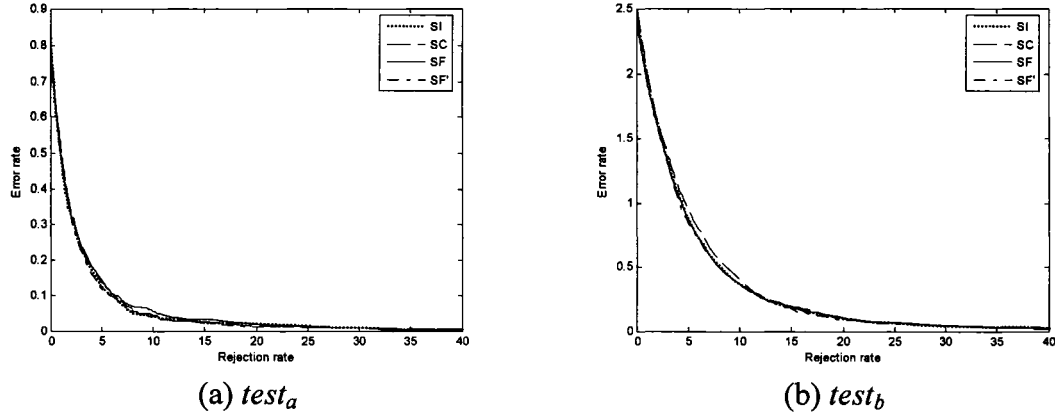 0.9
0.8
0.7
0.6
0.5
0.4
0.3
0.2
0.1
0
Error rate
0 5 10 15 20 25 30 35 40
Rejection rate
SI
SC
SF
SF'
(a) test_a
2.5
2
1.5
1
0.5
0
Error rate
0 5 10 15 20 25 30 35 40
Rejection rate
SI
SC
SF
SF'
(b) test_b